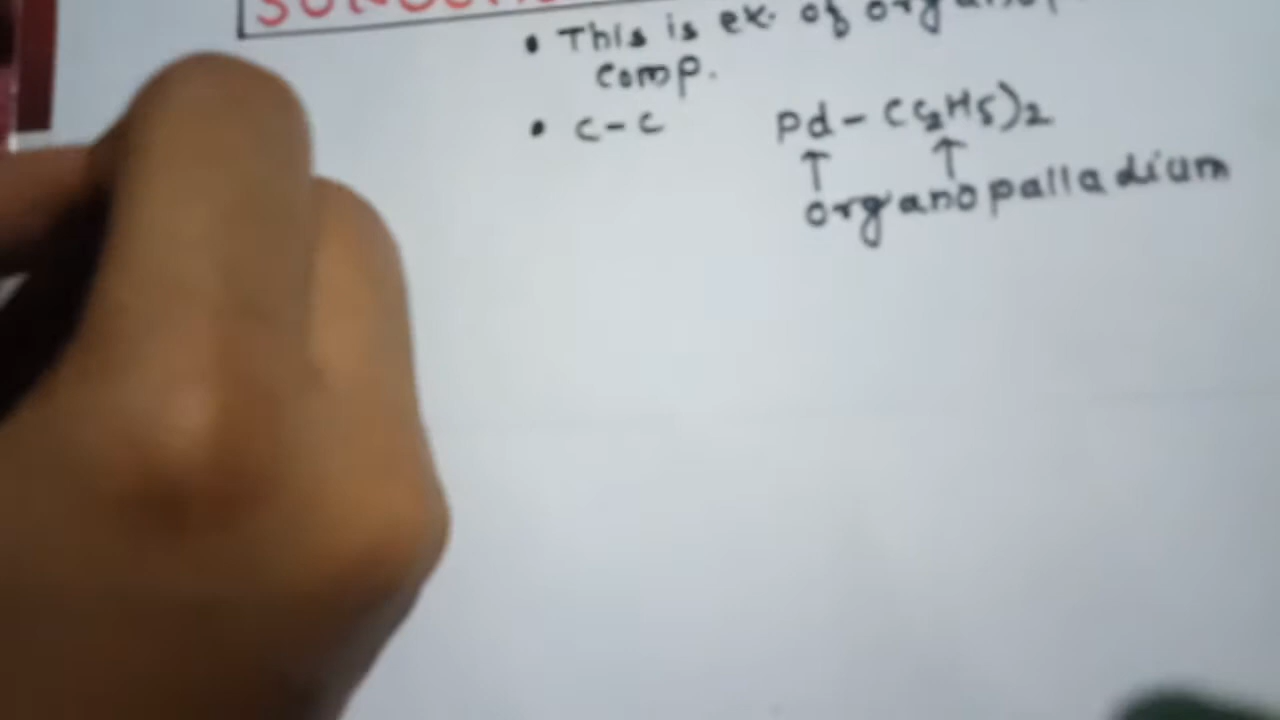 • This is ex. of
comp.
• C-C Pd-(C2H5)2
↑ ↑
organopalladium